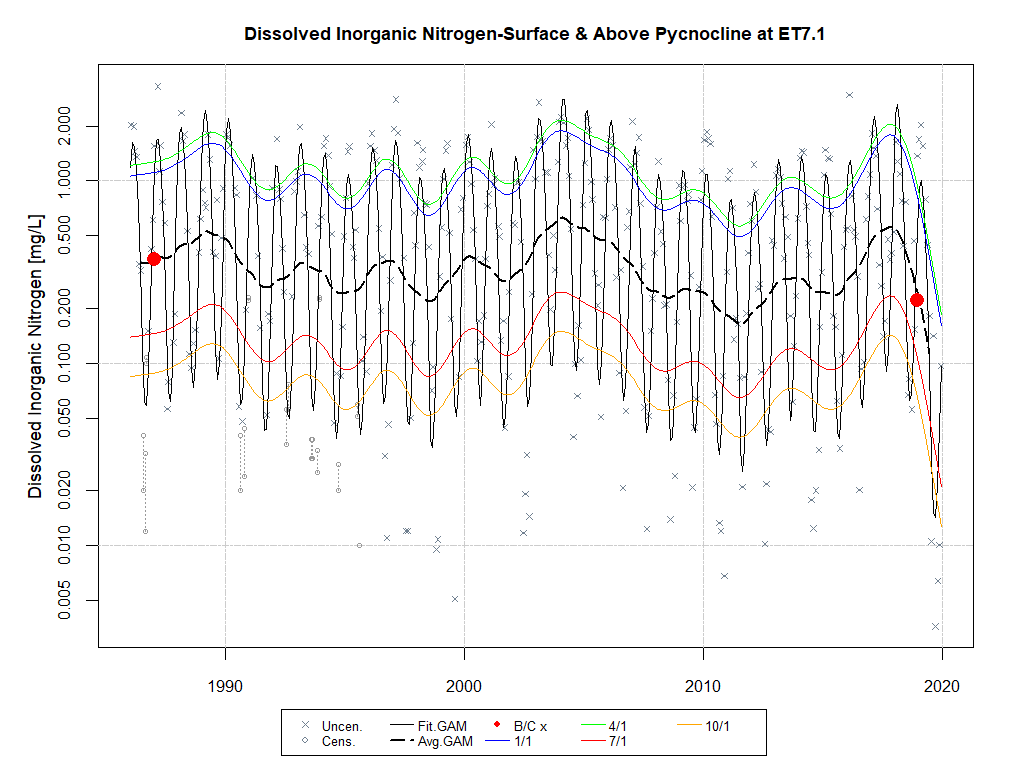 Dissolved Inorganic Nitrogen-Surface & Above Pycnocline at ET7.1
Dissolved Inorganic Nitrogen [mg/L]
2.000
1.000
0.500
0.200
0.100
0.050
0.020
0.010
0.005
1990 2000 2010 2020
Uncen. Fit.GAM B/C x 4/1 10/1
Cens. Avg.GAM 1/1 7/1